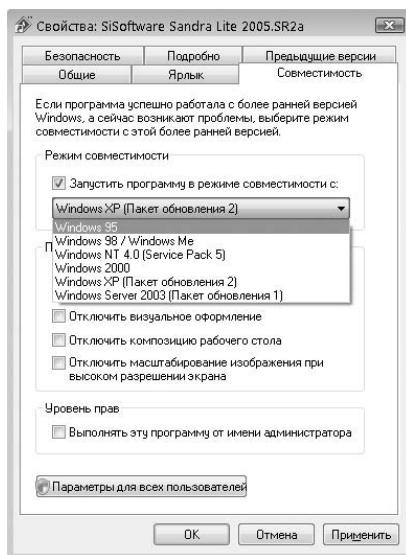 Свойства: SiSoftware Sandra Lite 2005.SR2a
Безопасность Подробно Предыдущие версии
Общие Ярлык Совместимость
Если программа успешно работала с более ранней версией
Windows, а сейчас возникают проблемы, выберите режим
совместимости с этой более ранней версией.
Режим совместимости
Запустить программу в режиме совместимости с:
Windows XP (Пакет обновления 2)
Windows 95
Windows 98 / Windows Me
Windows NT 4.0 (Service Pack 5)
Windows 2000
Windows XP (Пакет обновления 2)
Windows Server 2003 (Пакет обновления 1)
Отключить визуальное оформление
Отключить композицию рабочего стола
Отключить масштабирование изображения при
высоком разрешении экрана
Уровень прав
Выполнять эту программу от имени администратора
Параметры для всех пользователей
OK Отмена Применить